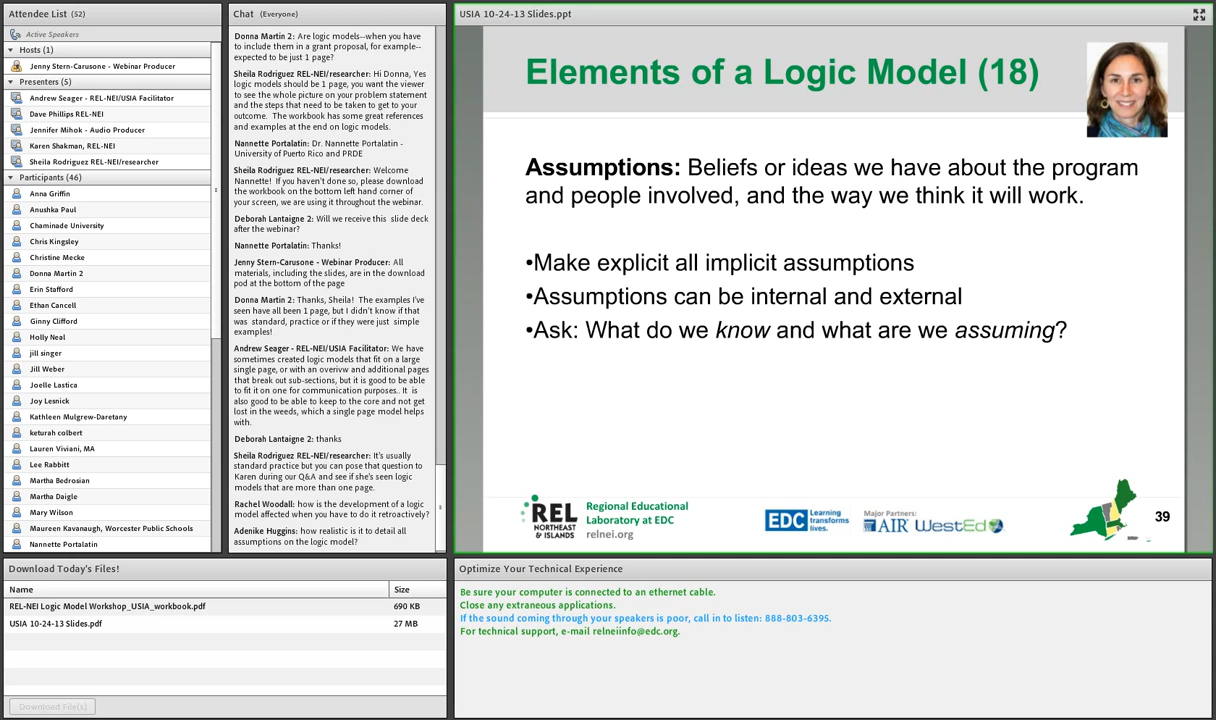 Attendee List (52)
Active Speakers
Hosts (1)
Jenny Stern-Carusone - Webinar Producer
Presenters (5)
Andrew Seager - REL-NEI/USIA Facilitator
Dave Phillips REL-NEI
Jennifer Mihok - Audio Producer
Karen Shakman, REL-NEI
Sheila Rodriguez REL-NEI/researcher
Participants (46)
Anna Griffin
Anushka Paul
Chaminade University
Chris Kingsley
Christine Mecke
Donna Martin 2
Erin Stafford
Ethan Cancell
Ginny Clifford
Holly Neal
jill singer
Jill Weber
Joelle Lastica
Joy Lesnick
Kathleen Mulgrew-Daretany
keturah colbert
Lauren Viviani, MA
Lee Rabbitt
Martha Bedrosian
Martha Daigle
Mary Wilson
Maureen Kavanaugh, Worcester Public Schools
Nannette Portalatin
Chat (Everyone)
Donna Martin 2: Are logic models--when you have
to include them in a grant proposal, for example--
expected to be just 1 page?
Sheila Rodriguez REL-NEI/researcher: Hi Donna, Yes
logic models should be 1 page, you want the viewer
to see the whole picture on your problem statement
and the steps that need to be taken to get to your
outcome. The workbook has some great references
and examples at the end on logic models.
Nannette Portalatin: Dr. Nannette Portalatin -
University of Puerto Rico and PRDE
Sheila Rodriguez REL-NEI/researcher: Welcome
Nannette! If you haven't done so, please download
the workbook on the bottom left hand corner of
your screen, we are using it throughout the webinar.
Deborah Lantaigne 2: Will we receive this slide deck
after the webinar?
Nannette Portalatin: Thanks!
Jenny Stern-Carusone - Webinar Producer: All
materials, including the slides, are in the download
pod at the bottom of the page
Donna Martin 2: Thanks, Sheila! The examples I've
seen have all been 1 page, but I didn't know if that
was standard, practice or if they were just simple
examples!
Andrew Seager - REL-NEI/USIA Facilitator: We have
sometimes created logic models that fit on a large
single page, or with an overivw and additional pages
that break out sub-sections, but it is good to be able
to fit it on one for communication purposes.. It is
also good to be able to keep to the core and not get
lost in the weeds, which a single page model helps
with.
Deborah Lantaigne 2: thanks
Sheila Rodriguez REL-NEI/researcher: It's usually
standard practice but you can pose that question to
Karen during our Q&A and see if she's seen logic
models that are more than one page.
Rachel Woodall: how is the development of a logic
model affected when you have to do it retroactively?
Adenike Huggins: how realistic is it to detail all
assumptions on the logic model?
USIA 10-24-13 Slides.ppt
Elements of a Logic Model (18)
Assumptions: Beliefs or ideas we have about the program
and people involved, and the way we think it will work.
•Make explicit all implicit assumptions
•Assumptions can be internal and external
•Ask: What do we know and what are we assuming?
REL
NORTHEAST
& ISLANDS
Regional Educational
Laboratory at EDC
relnei.org
EDC Learning
transforms
lives.
Major Partners:
AIR WestEd
39
Download Today's Files!
Name Size
REL-NEI Logic Model Workshop_USIA_workbook.pdf 690 KB
USIA 10-24-13 Slides.pdf 27 MB
Download File(s)
Optimize Your Technical Experience
Be sure your computer is connected to an ethernet cable.
Close any extraneous applications.
If the sound coming through your speakers is poor, call in to listen: 888-803-6395.
For technical support, e-mail relneiinfo@edc.org.